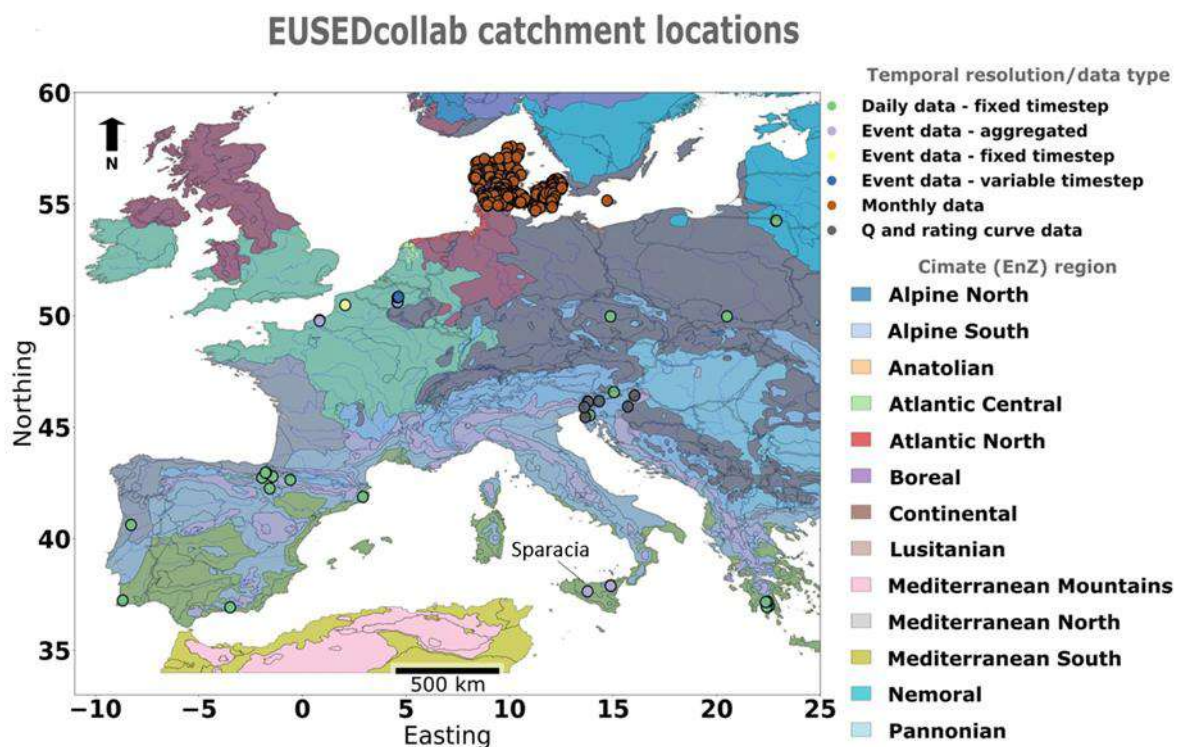 EUSEDcollab catchment locations
Temporal resolution/data type
Daily data - fixed timestep
Event data - aggregated
Event data - fixed timestep
Event data - variable timestep
Monthly data
Q and rating curve data
Cimate (EnZ) region
Alpine North
Alpine South
Anatolian
Atlantic Central
Atlantic North
Boreal
Continental
Lusitanian
Mediterranean Mountains
Mediterranean North
Mediterranean South
Nemoral
Pannonian
Northing
60
55
50
45
40
35
N
Sparacia
500 km
−10 −5 0 5 10 15 20 25
Easting